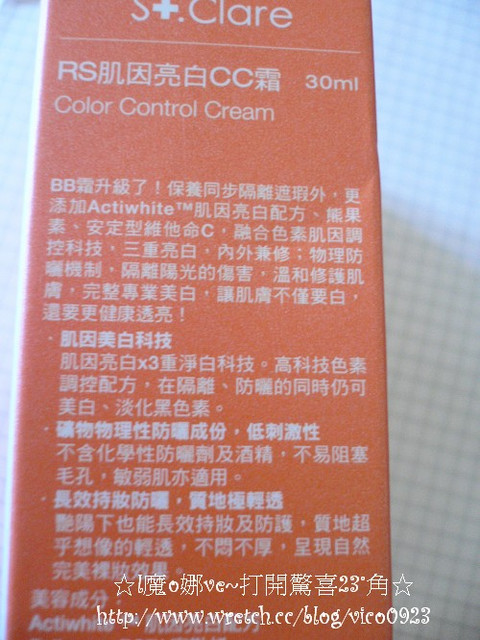 St.Clare
RS肌因亮白CC霜 30ml
Color Control Cream
BB霜升級了！保養同步隔離遮瑕外，更
添加Actiwhite™肌因亮白配方、能果
素、安定型維他命C，融合色素肌因調
控科技，三重亮白，內外兼修；物理防
曬機制，隔離陽光的傷害，溫和修護肌
膚，完整專業美白，讓肌膚不僅要白，
還要更健康透亮！
·肌因美白科技
肌因亮白x3重淨白科技。高科技色素
調控配方，在隔離、防曬的同時仍可
美白、淡化黑色素。
·礦物物理性防曬成份，低刺激性
不含化學性防曬劑及酒精，不易阻塞
毛孔，敏弱肌亦適用。
·長效持妝防曬，質地極輕透
艷陽下也能長效持妝及防護，質地超
乎想像的輕透，不悶不厚，呈現自然
完美裸妝效。
☆b魔o娜ve~打開驚喜23°角☆
美容成分
http://www.wretch.cc/blog/vico0923
Actiwhite 肌因亮白配方